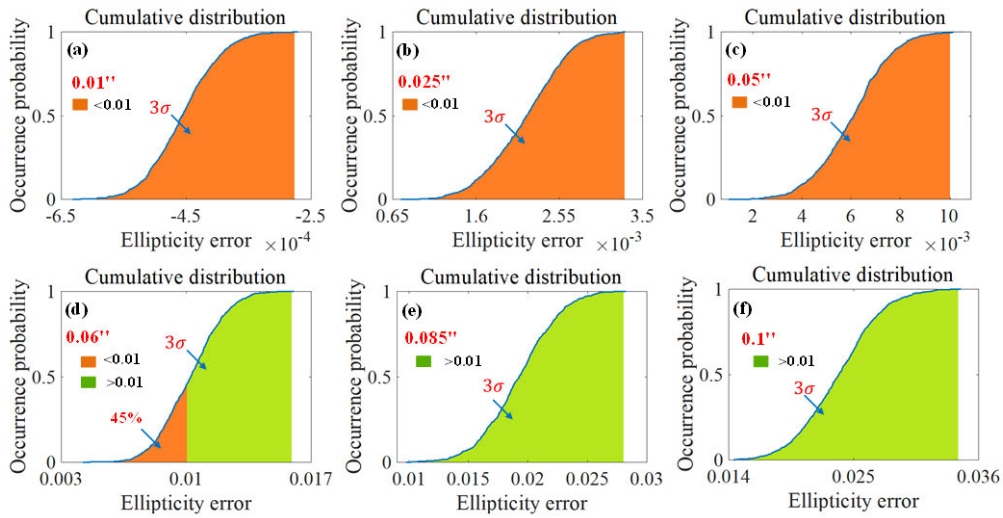 Cumulative distribution
(a)
0.01''
<0.01
3σ
Occurrence probability
1
0.5
0
-6.5 -4.5 -2.5
Ellipticity error ×10⁻⁴
Cumulative distribution
(b)
0.025''
<0.01
3σ
Occurrence probability
1
0.5
0
0.65 1.6 2.55 3.5
Ellipticity error ×10⁻³
Cumulative distribution
(c)
0.05''
<0.01
3σ
Occurrence probability
1
0.5
0
2 4 6 8 10
Ellipticity error ×10⁻³
Cumulative distribution
(d)
0.06''
<0.01
>0.01
3σ
45%
Occurrence probability
1
0.5
0
0.003 0.01 0.017
Ellipticity error
Cumulative distribution
(e)
0.085''
>0.01
3σ
Occurrence probability
1
0.5
0
0.01 0.015 0.02 0.025 0.03
Ellipticity error
Cumulative distribution
(f)
0.1''
>0.01
3σ
Occurrence probability
1
0.5
0
0.014 0.025 0.036
Ellipticity error